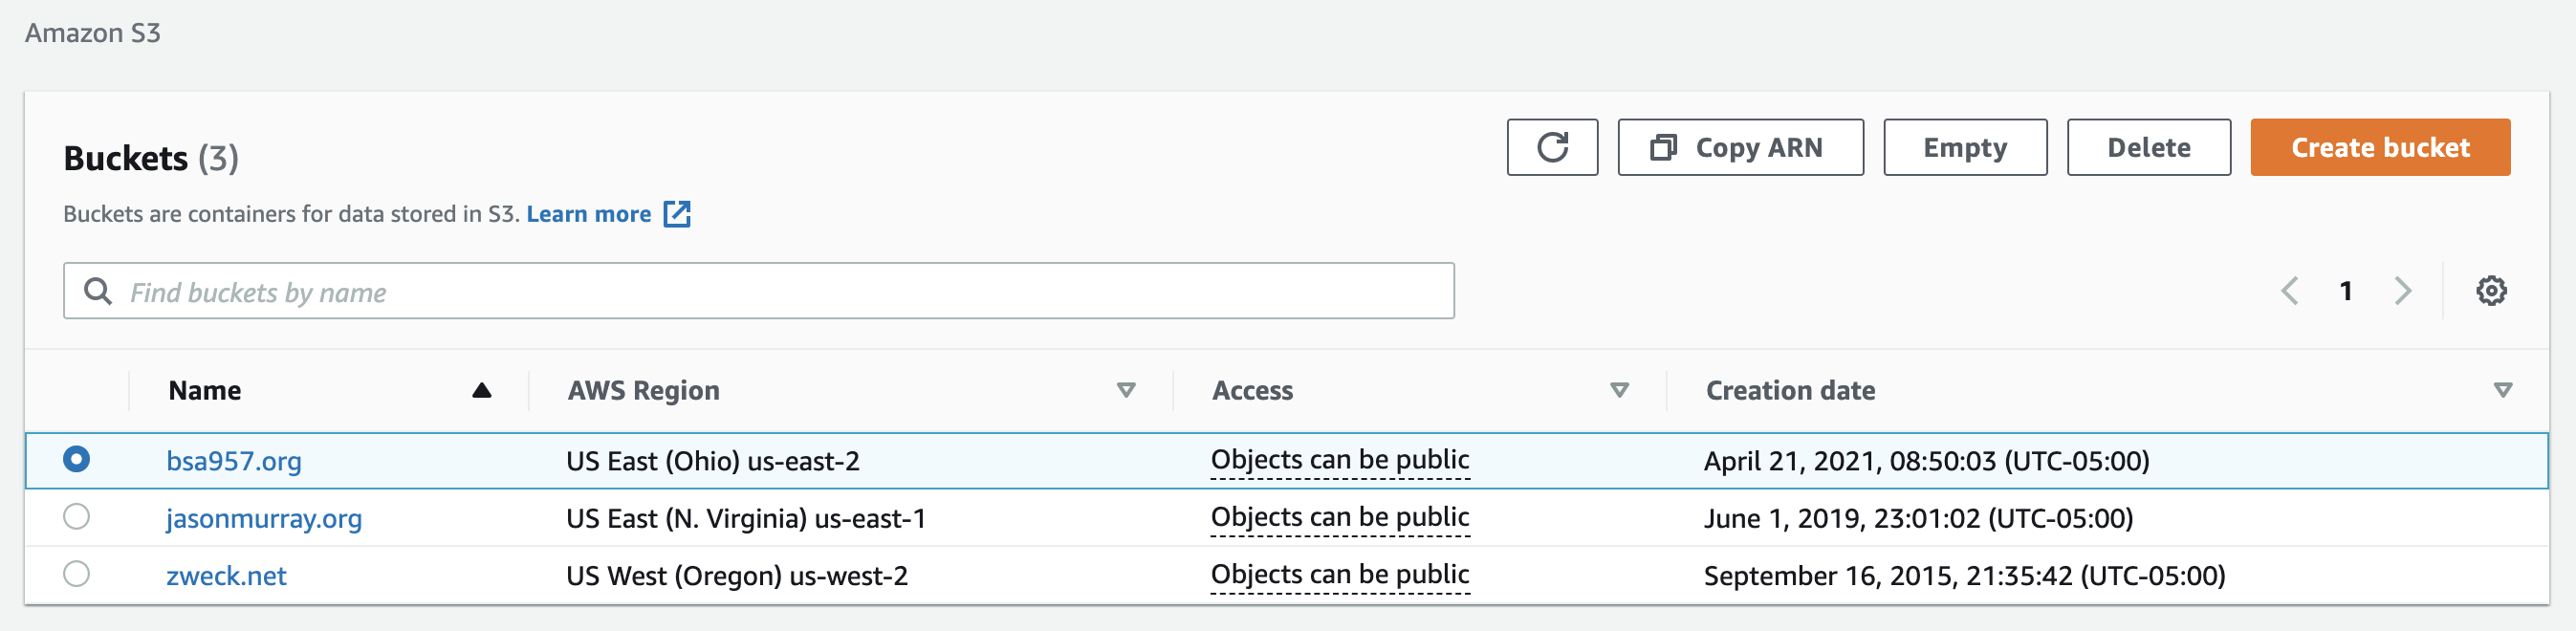 Amazon S3
Buckets (3)
Copy ARN
Empty
Delete
Create bucket
Buckets are containers for data stored in S3. Learn more
Find buckets by name
1
Name AWS Region Access Creation date
bsa957.org US East (Ohio) us-east-2 Objects can be public April 21, 2021, 08:50:03 (UTC-05:00)
jasonmurray.org US East (N. Virginia) us-east-1 Objects can be public June 1, 2019, 23:01:02 (UTC-05:00)
zweck.net US West (Oregon) us-west-2 Objects can be public September 16, 2015, 21:35:42 (UTC-05:00)